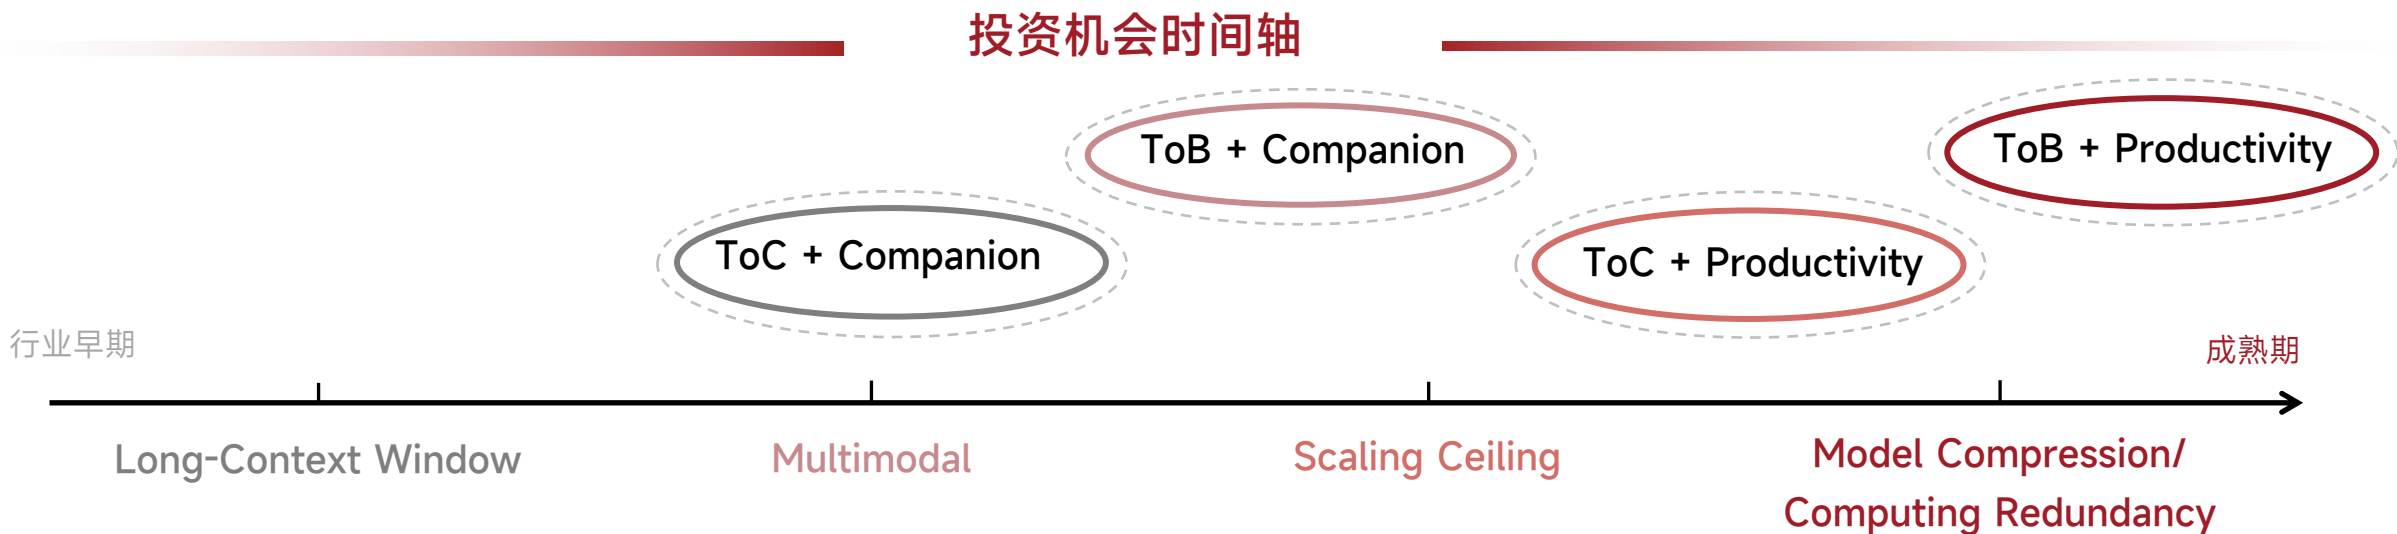 投资机会时间轴
ToB + Companion
ToB + Productivity
ToC + Companion
ToC + Productivity
行业早期
成熟期
Long-Context Window
Multimodal
Scaling Ceiling
Model Compression/
Computing Redundancy